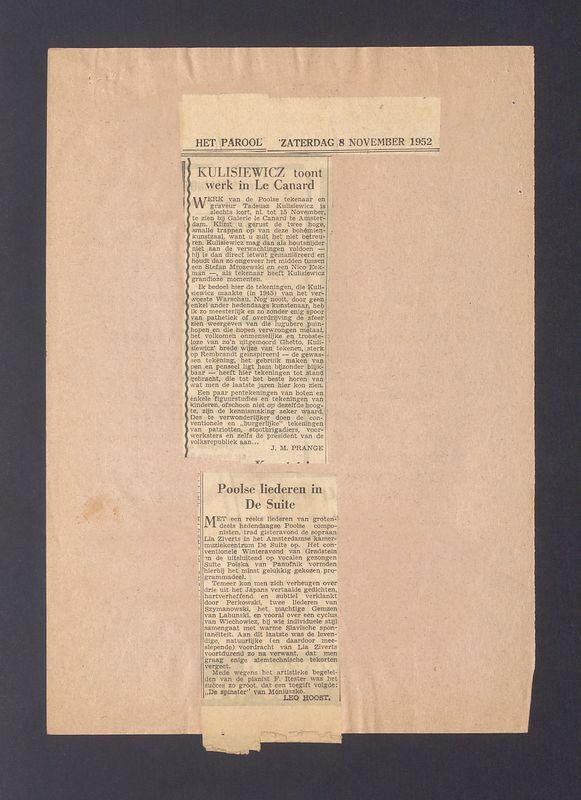 HET PAROOL ZATERDAG 8 NOVEMBER 1952
KULISIEWICZ toont
werk in Le Canard
WERK van de Poolse tekenaar en
graveur Tadeusz Kulisiewicz is
slechts kort, nl. tot 15 November,
te zien bij Galerie le Canard te Amster-
dam. Klimt u gerust de twee hoge,
smalle trappen op van deze bohémien-
kunstzaal, want u zult het niet betreu-
ren. Kulisiewicz mag dan als houtsnijder
niet aan de verwachtingen voldoen —
hij is dan direct ietwat gemaniëreerd en
houdt dan zo ongeveer het midden tussen
een Stefan Mrozewski en een Nico
man —, als tekenaar heeft Kulisiewicz
grandioze momenten.
Ik bedoel hier de tekeningen, die Kuli-
siewicz maakte (in 1945) van het ver-
woeste Warschau. Nog nooit, door geen
enkel ander hedendaags kunstenaar, heb
ik zo meesterlijk en zo zonder enig spoor
van pathetiek of overdrijving de sfeer
zien weergeven van die lugubere puin-
hopen en die hopen verwrongen metaal,
het volkomen onmenselijke en trooste-
loze van zo'n uitgemoord Ghetto. Kuli-
siewicz' brede wijze van tekenen, sterk
op Rembrandt geïnspireerd — de gewas-
sen tekening, het gebruik maken van
pen en penseel ligt hem bijzonder blijk-
baar — heeft hier tekeningen tot stand
gebracht, die tot het beste horen van
wat men de laatste jaren hier kon zien.
Een paar pentekeningen van boten en
enkele figuurstudies en tekeningen van
kinderen, ofschoon niet op dezelfde hoog-
te, zijn de kennismaking zeker waard.
Des te verwonderlijker doen de con-
ventionele en „burgerlijke" tekeningen
van patriotten, stootbrigadiers, voor-
werksters en zelfs de president van de
volksrepubliek aan...
J. M. PRANGE
Poolse liederen in
De Suite
MET een reeks liederen van groten-
deels hedendaagse Poolse compo-
nisten, trad gisteravond de sopraan
Lia Ziverts in het Amsterdamse kamer-
muziekcentrum De Suite op. Het con-
ventionele Winteravond van Gradstein
en de uitsluitend op vocalen gezongen
Suite Polska van Panufnik vormden
hierbij het minst gelukkig gekozen pro-
grammadeel.
Temeer kon men zich verheugen over
drie uit het Japans vertaalde gedichten,
hartverheffend en subtiel verklankt
door Perkowski, twee liederen van
Szymanowski, het machtige Gemzen
van Labunski, en vooral over een cyclus
van Wiechowicz, bij wie individuele stijl
samengaat met warme Slavische spon-
taneïteit. Aan dit laatste was de leven-
dige, natuurlijke (en daardoor mee-
slepende) voordracht van Lia Ziverts
voortdurend zo na verwant, dat men
graag enige stemtechnische tekorten
vergeet.
Mede wegens het artistieke begelei-
den van de pianist F. Rester was het
succes zo groot, dat een toegift volgde:
„De spinster" van Moniuszko.
LEO HOOST.